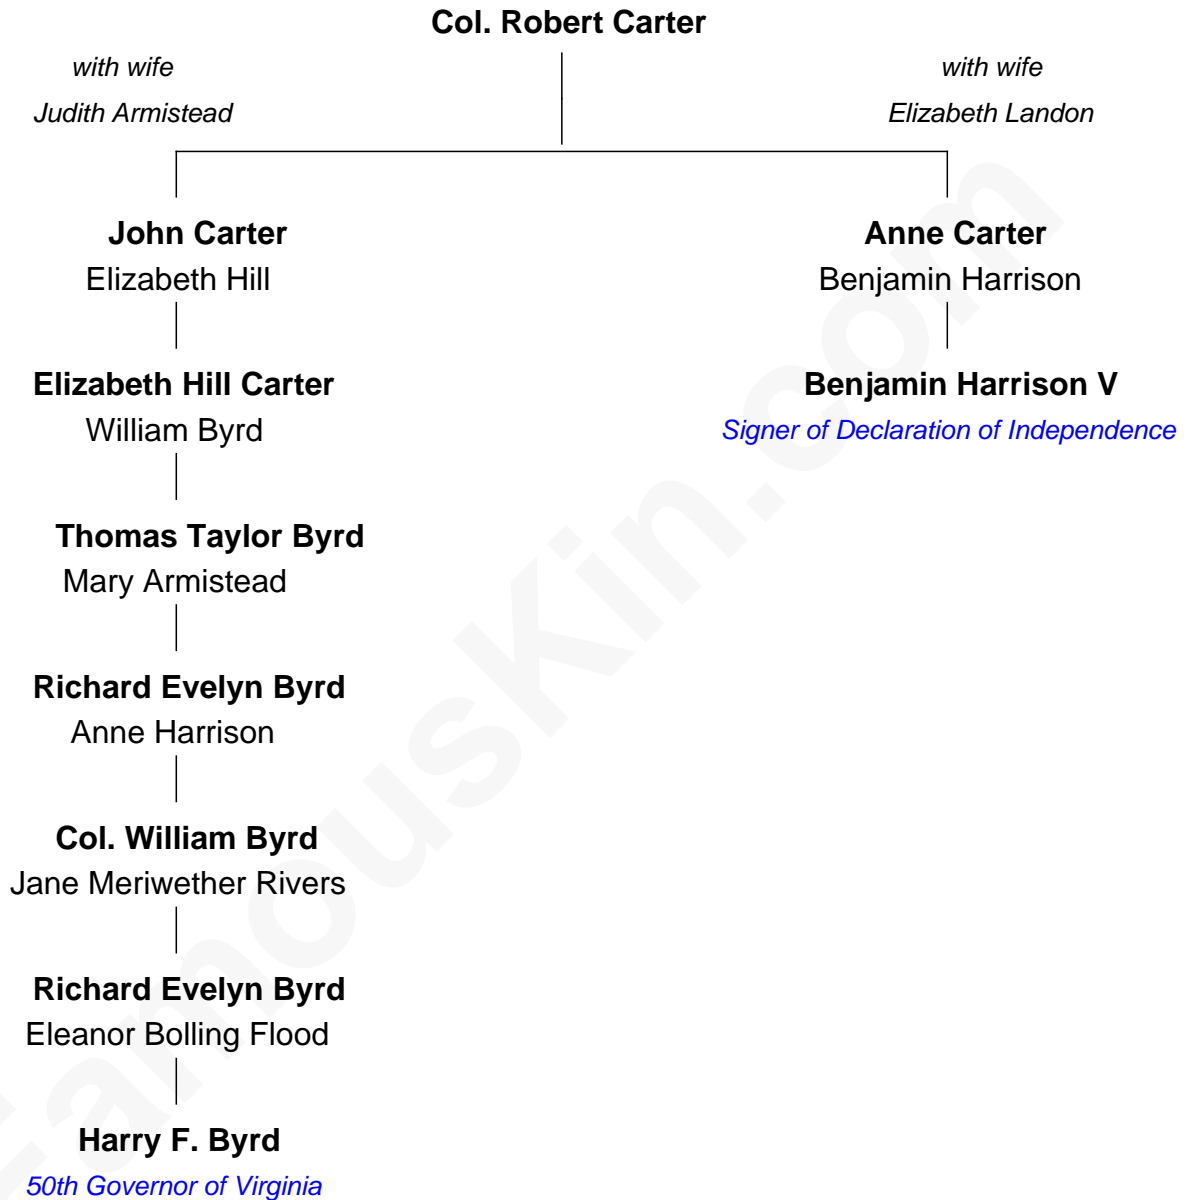 Col. Robert Carter
with wife
Judith Armistead
with wife
Elizabeth Landon
John Carter
Elizabeth Hill
Anne Carter
Benjamin Harrison
Elizabeth Hill Carter
William Byrd
Benjamin Harrison V
Signer of Declaration of Independence
Thomas Taylor Byrd
Mary Armistead
Richard Evelyn Byrd
Anne Harrison
Col. William Byrd
Jane Meriwether Rivers
Richard Evelyn Byrd
Eleanor Bolling Flood
Harry F. Byrd
50th Governor of Virginia
FamousKin.com